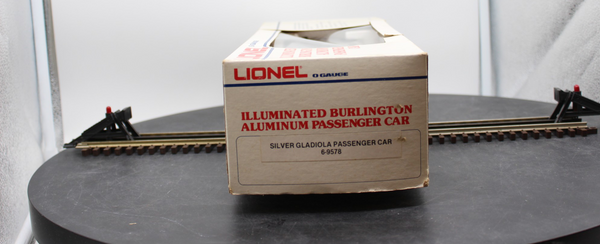 LIONEL O GAUGE
ILLUMINATED BURLINGTON
ALUMINUM PASSENGER CAR
SILVER GLADIOLA PASSENGER CAR
6-9578